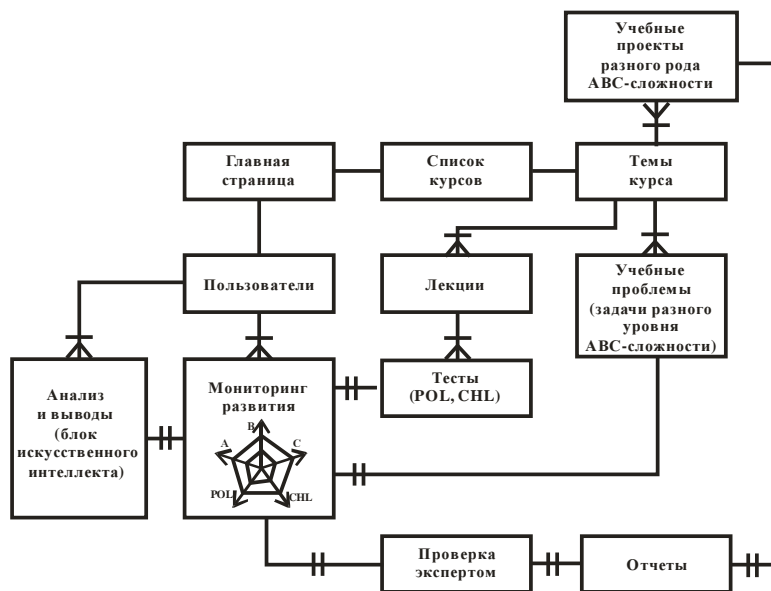 Учебные
проекты
разного рода
АВС-сложности
Главная
страница
Список
курсов
Темы
курса
Пользователи
Лекции
Учебные
проблемы
(задачи разного
уровня
АВС-сложности)
Анализ
и выводы
(блок
искусственного
интеллекта)
Мониторинг
развития
B
A
C
POL
CHL
Тесты
(POL, CHL)
Проверка
экспертом
Отчеты